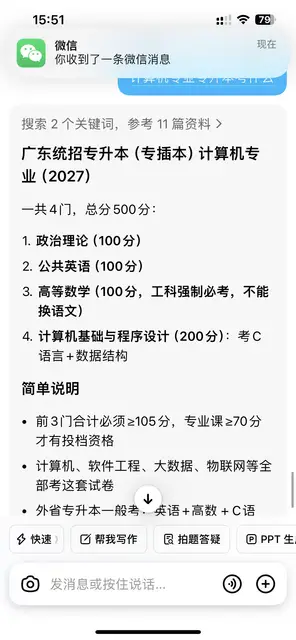 15:51
5G
79
微信
现在
你收到了一条微信消息
计算机专业专升本考什么
搜索 2 个关键词，参考 11 篇资料 >
广东统招专升本（专插本）计算机专
业（2027）
一共4门，总分500分：
1. 政治理论（100分）
2. 公共英语（100分）
3. 高等数学（100分，工科强制必考，不能
换语文）
4. 计算机基础与程序设计（200分）：考C
语言+数据结构
简单说明
• 前3门合计必须≥105分，专业课≥70分
才有投档资格
• 计算机、软件工程、大数据、物联网等全
部考这套试卷
• 外省专升本一般考：英语+高数+C语
快速
帮我写作
拍题答疑
PPT 生
发消息或按住说话...